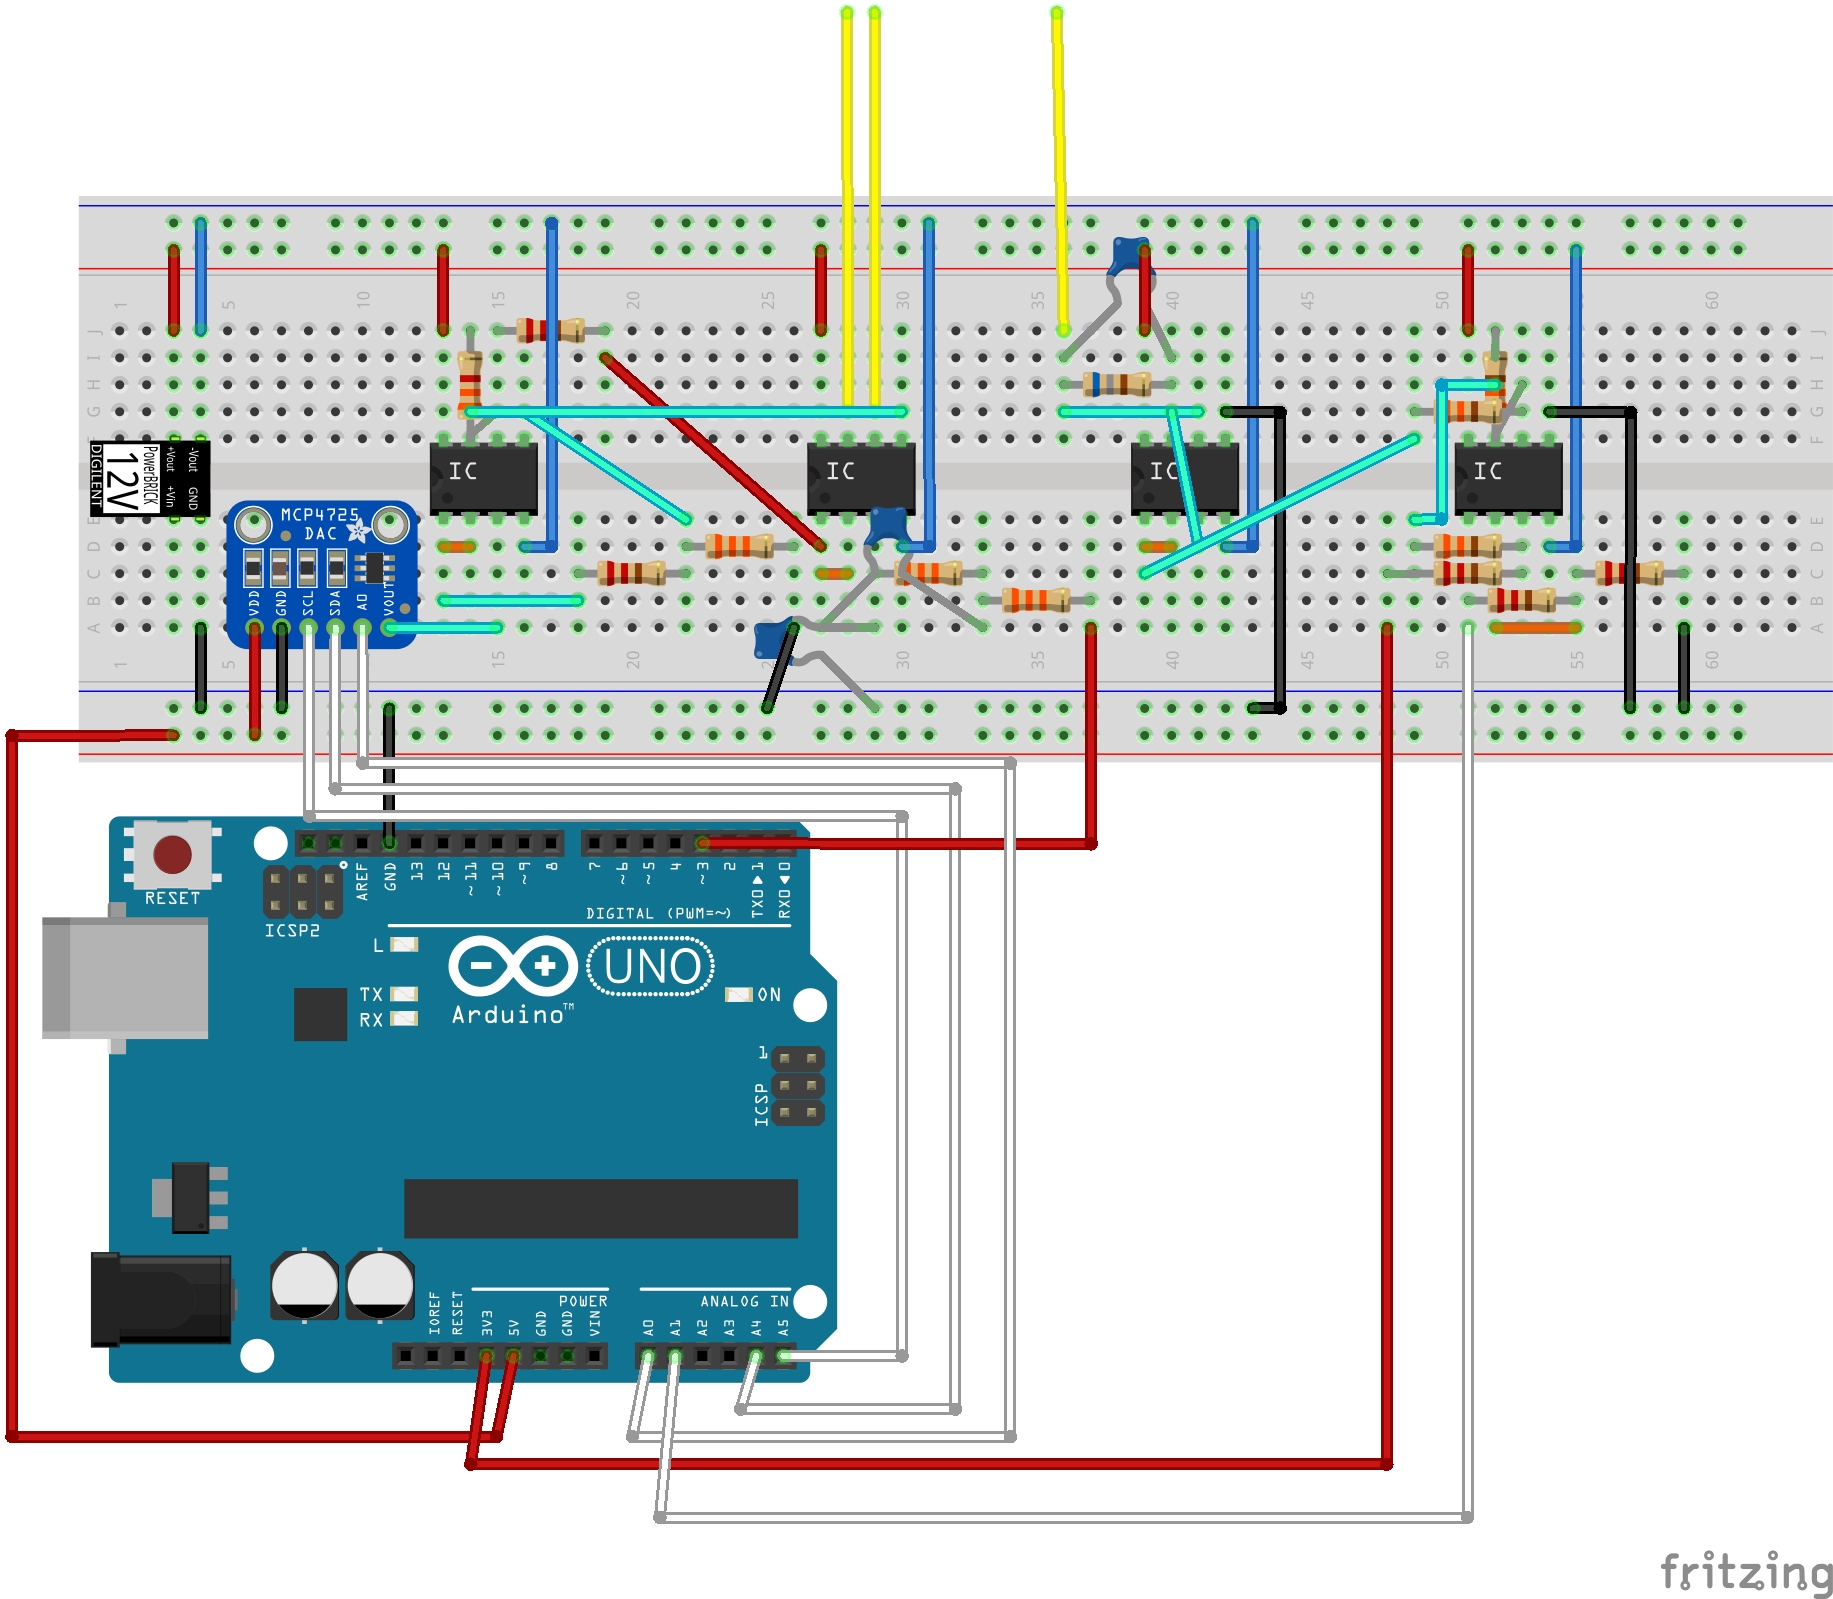 1 5 10 15 20 25 30 35 40 45 50 60
J J
I I
H H
G G
F F
IC IC IC IC
DIGILENT
12V
PowerBRICK
+Vout -Vout
+Vin GND
MCP4725
DAC
VDD GND SCL SDA A0 VOUT
E E
D D
C C
B B
A A
1 5 15 20 25 30 35 40 45 50 55 60
RESET
AREF GND 13 12 ~11 ~10 ~9 8 7 ~6 ~5 4 ~3 2 TX0▶1 RX0◀0
DIGITAL (PWM=~)
ICSP2
L
TX
RX
UNO
ON
Arduino™
1
ICSP
POWER
ANALOG IN
IOREF RESET 3V3 5V GND GND VIN A0 A1 A2 A3 A4 A5
fritzing